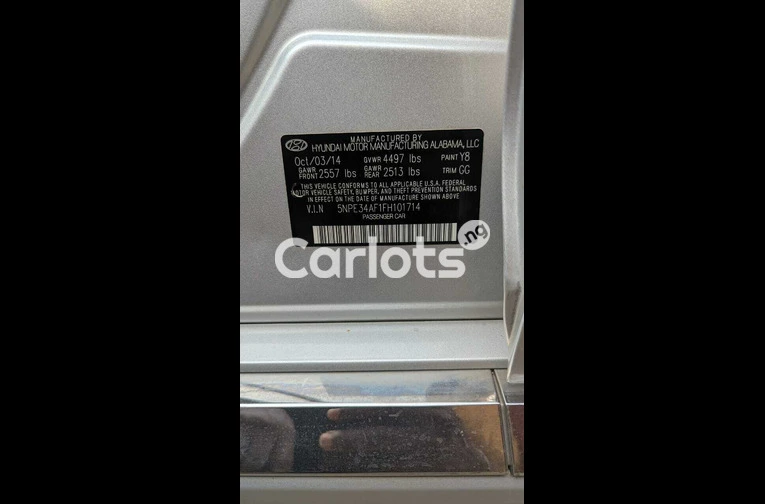 MANUFACTURED BY
HYUNDAI MOTOR MANUFACTURING ALABAMA, LLC
Oct/03/14 GVWR 4497 lbs PAINT Y8
GAWR FRONT 2557 lbs GAWR REAR 2513 lbs TRIM GG
THIS VEHICLE CONFORMS TO ALL APPLICABLE U.S.A. FEDERAL
MOTOR VEHICLE SAFETY, BUMPER, AND THEFT PREVENTION STANDARDS
IN EFFECT ON THE DATE OF MANUFACTURE SHOWN ABOVE
V.I.N 5NPE34AF1FH101714
PASSENGER CAR
Carlots.ng